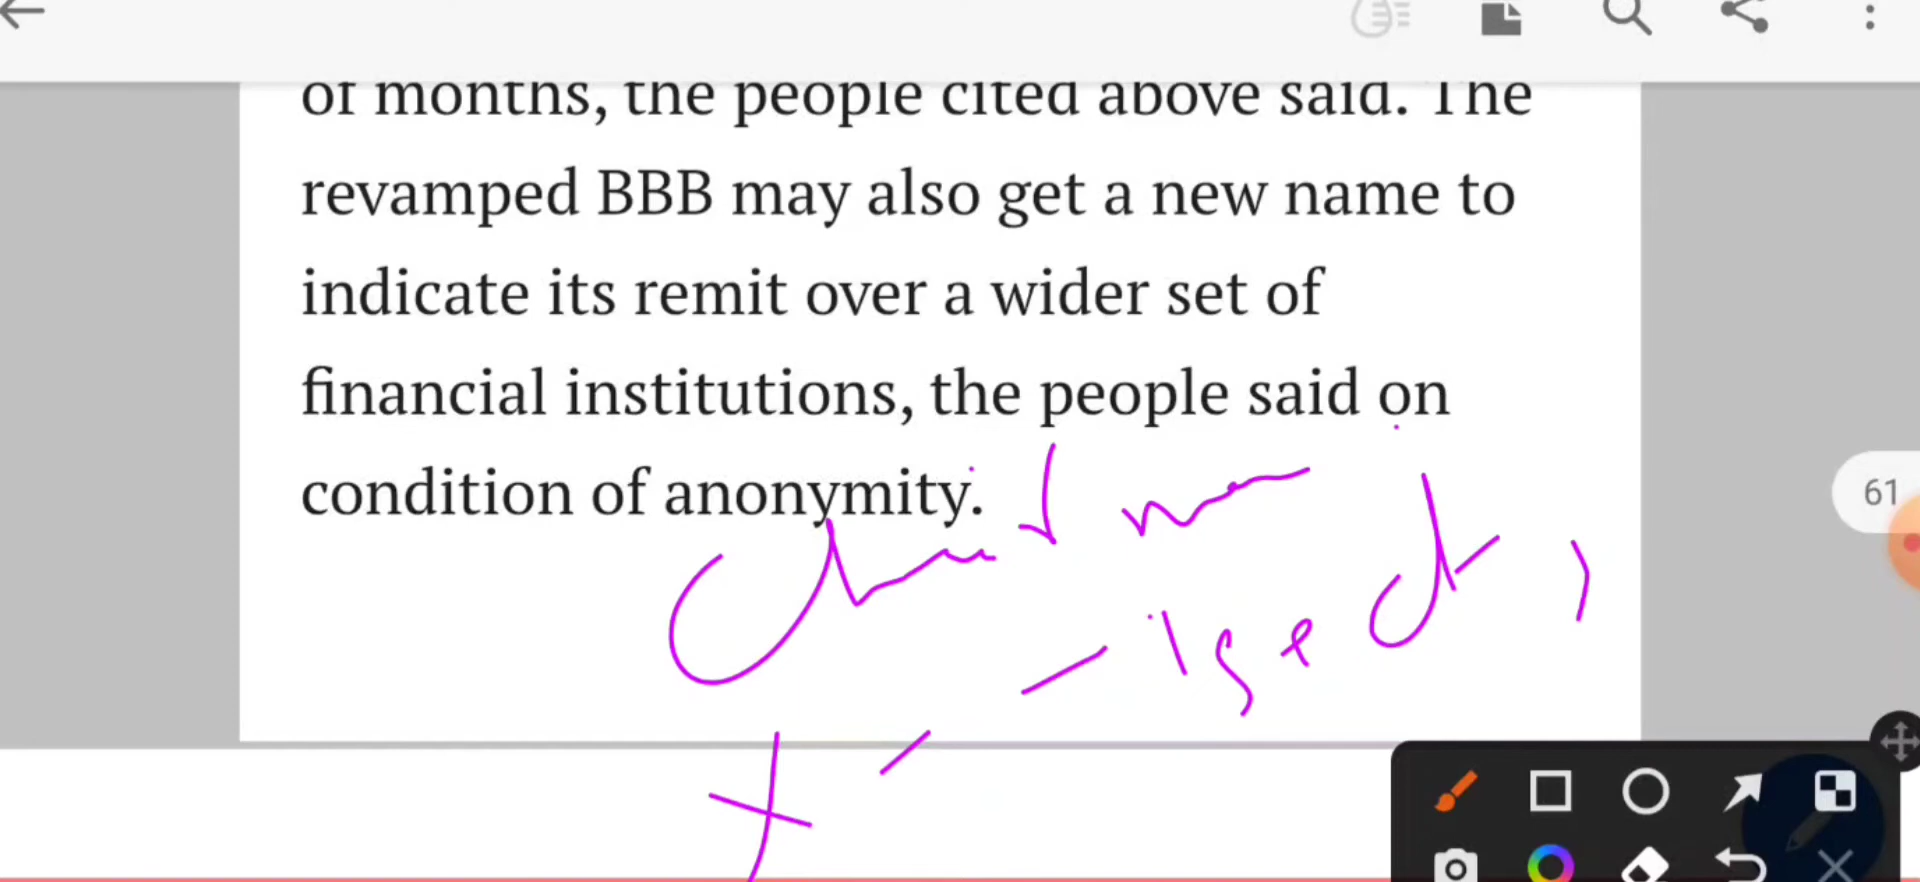 of months, the people cited above said. The
revamped BBB may also get a new name to
indicate its remit over a wider set of
financial institutions, the people said on
condition of anonymity.
61